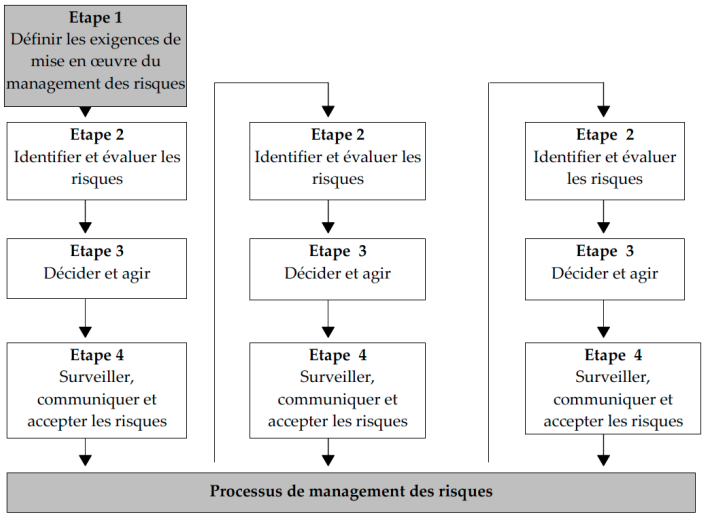 Etape 1
Définir les exigences de
mise en œuvre du
management des risques
Etape 2
Identifier et évaluer les
risques
Etape 3
Décider et agir
Etape 4
Surveiller,
communiquer et
accepter les risques
Etape 2
Identifier et évaluer les
risques
Etape 3
Décider et agir
Etape 4
Surveiller,
communiquer et
accepter les risques
Etape 2
Identifier et évaluer
les risques
Etape 3
Décider et agir
Etape 4
Surveiller,
communiquer et
accepter les risques
Processus de management des risques